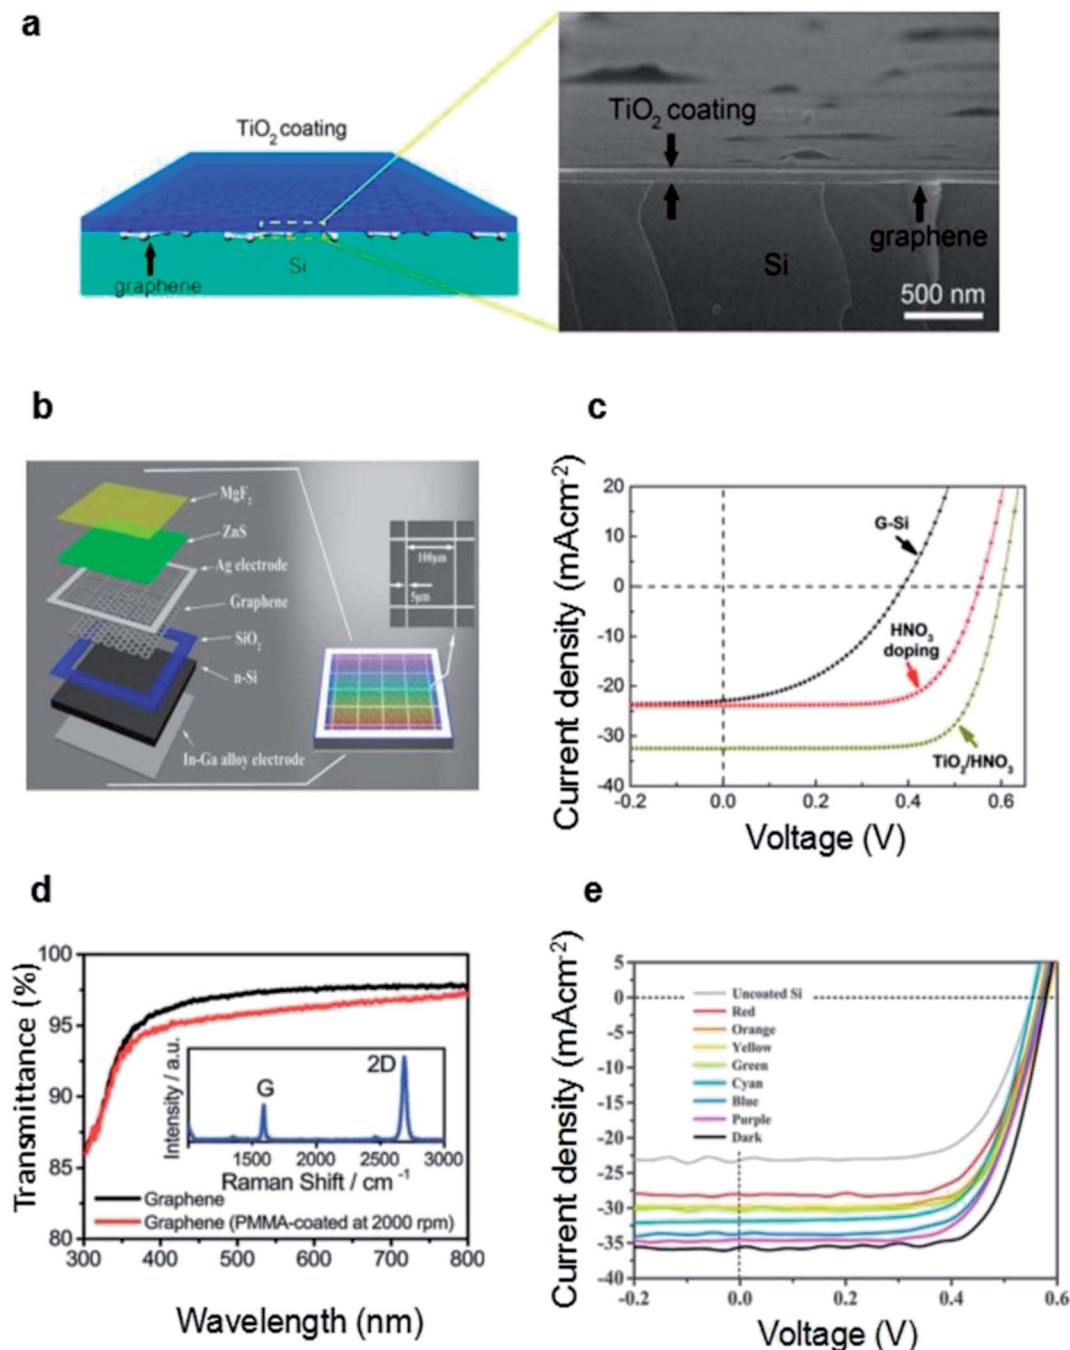 a
TiO2 coating
graphene
Si
TiO2 coating
graphene
Si
500 nm
b
MgF2
ZnS
Ag electrode
Graphene
SiO2
n-Si
In-Ga alloy electrode
100μm
5μm
c
Current density (mAcm-2)
20
10
0
-10
-20
-30
-40
G-Si
HNO3
doping
TiO2/HNO3
-0.2 0.0 0.2 0.4 0.6
Voltage (V)
d
Transmittance (%)
100
95
90
85
80
Intensity / a.u.
G
2D
1500 2000 2500 3000
Raman Shift / cm -1
Graphene
Graphene (PMMA-coated at 2000 rpm)
300 400 500 600 700 800
Wavelength (nm)
e
Current density (mAcm-2)
5
0
-5
-10
-15
-20
-25
-30
-35
-40
Uncoated Si
Red
Orange
Yellow
Green
Cyan
Blue
Purple
Dark
-0.2 0.0 0.2 0.4 0.6
Voltage (V)